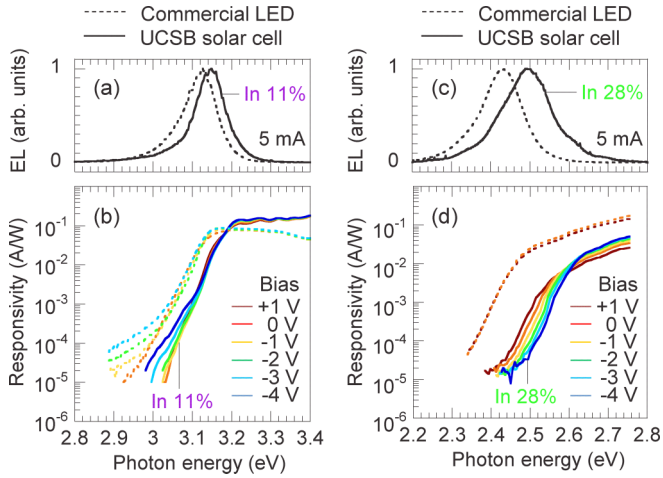 Commercial LED
UCSB solar cell
EL (arb. units)
1
0
(a)
In 11%
5 mA
Responsivity (A/W)
10-1
10-2
10-3
10-4
10-5
10-6
(b)
Bias
+1 V
0 V
-1 V
-2 V
-3 V
-4 V
In 11%
2.8 2.9 3 3.1 3.2 3.3 3.4
Photon energy (eV)
Commercial LED
UCSB solar cell
EL (arb. units)
1
0
(c)
In 28%
5 mA
Responsivity (A/W)
10-1
10-2
10-3
10-4
10-5
10-6
(d)
Bias
+1 V
0 V
-1 V
-2 V
-3 V
-4 V
In 28%
2.2 2.3 2.4 2.5 2.6 2.7 2.8
Photon energy (eV)